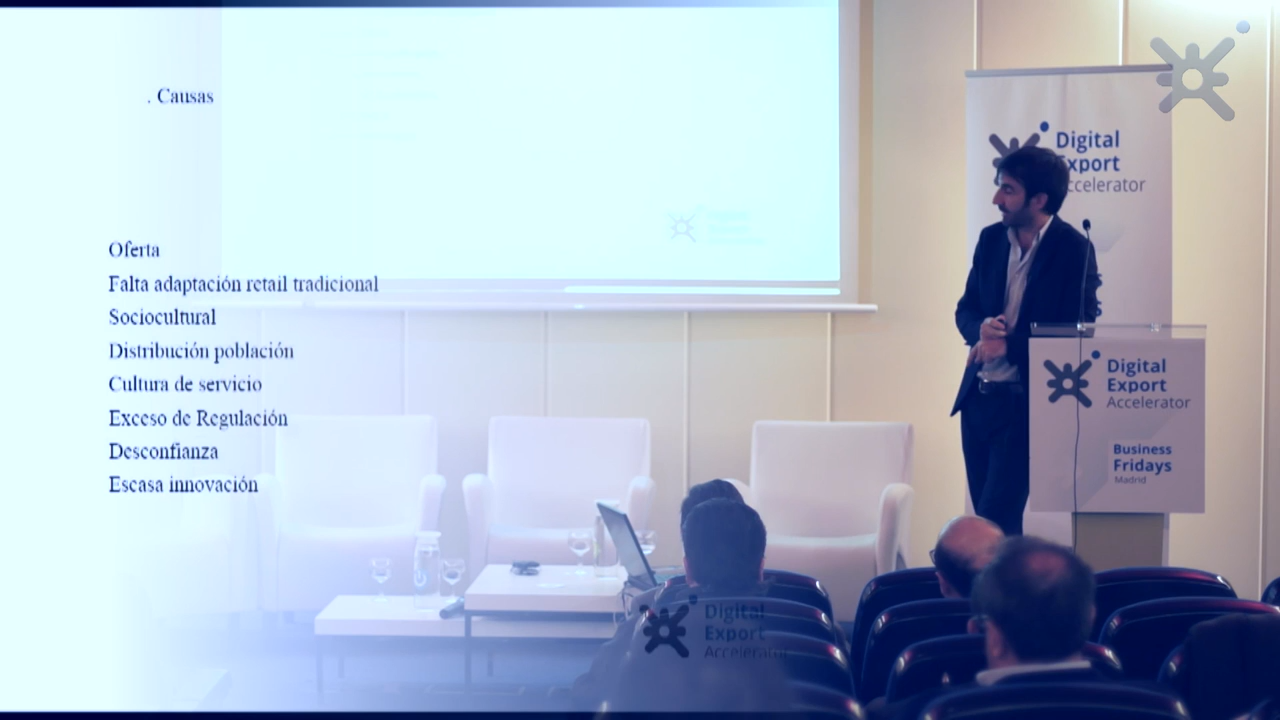 . Causas
Oferta
Falta adaptación retail tradicional
Sociocultural
Distribución población
Cultura de servicio
Exceso de Regulación
Desconfianza
Escasa innovación
Digital
Export
Accelerator
Digital
Export
Accelerator
Business
Fridays
Madrid
Digital
Export
Accelerator